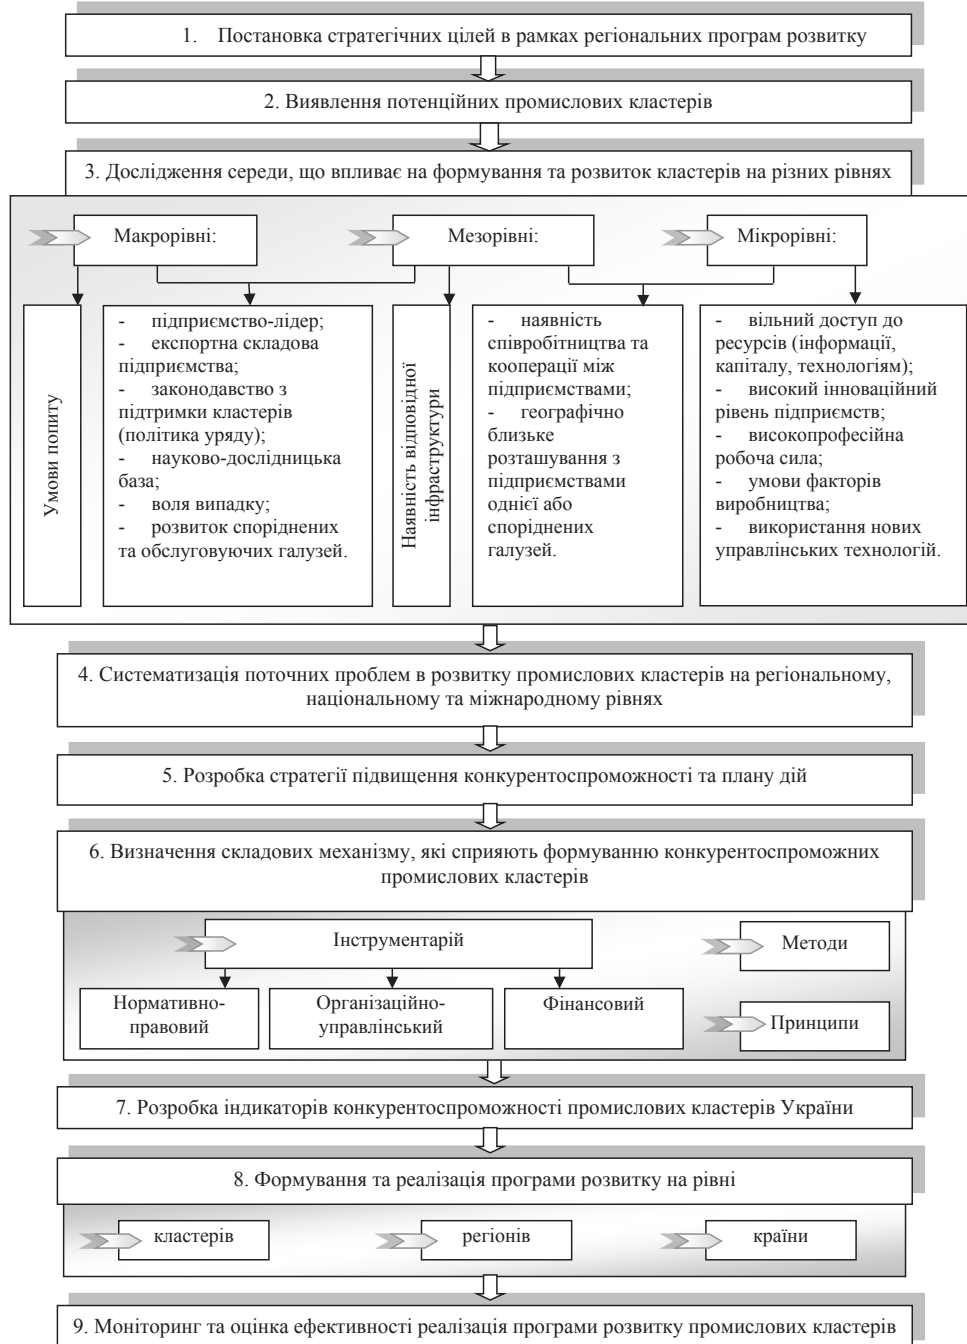 1. Постановка стратегічних цілей в рамках регіональних програм розвитку
2. Виявлення потенційних промислових кластерів
3. Дослідження середи, що впливає на формування та розвиток кластерів на різних рівнях
Макрорівні:
Мезорівні:
Мікрорівні:
Умови попиту
- підприємство-лідер;
- експортна складова
підприємства;
- законодавство з
підтримки кластерів
(політика уряду);
- науково-дослідницька
база;
- воля випадку;
- розвиток споріднених
та обслуговуючих галузей.
Наявність відповідної
інфраструктури
- наявність
співробітництва та
кооперації між
підприємствами;
- географічно
близьке
розташування з
підприємствами
однієї або
споріднених
галузей.
- вільний доступ до
ресурсів (інформації,
капіталу, технологіям);
- високий інноваційний
рівень підприємств;
- високопрофесійна
робоча сила;
- умови факторів
виробництва;
- використання нових
управлінських технологій.
4. Систематизація поточних проблем в розвитку промислових кластерів на регіональному,
національному та міжнародному рівнях
5. Розробка стратегії підвищення конкурентоспроможності та плану дій
6. Визначення складових механізму, які сприяють формуванню конкурентоспроможних
промислових кластерів
Інструментарій
Методи
Нормативно-
правовий
Організаційно-
управлінський
Фінансовий
Принципи
7. Розробка індикаторів конкурентоспроможності промислових кластерів України
8. Формування та реалізація програми розвитку на рівні
кластерів
регіонів
країни
9. Моніторинг та оцінка ефективності реалізація програми розвитку промислових кластерів